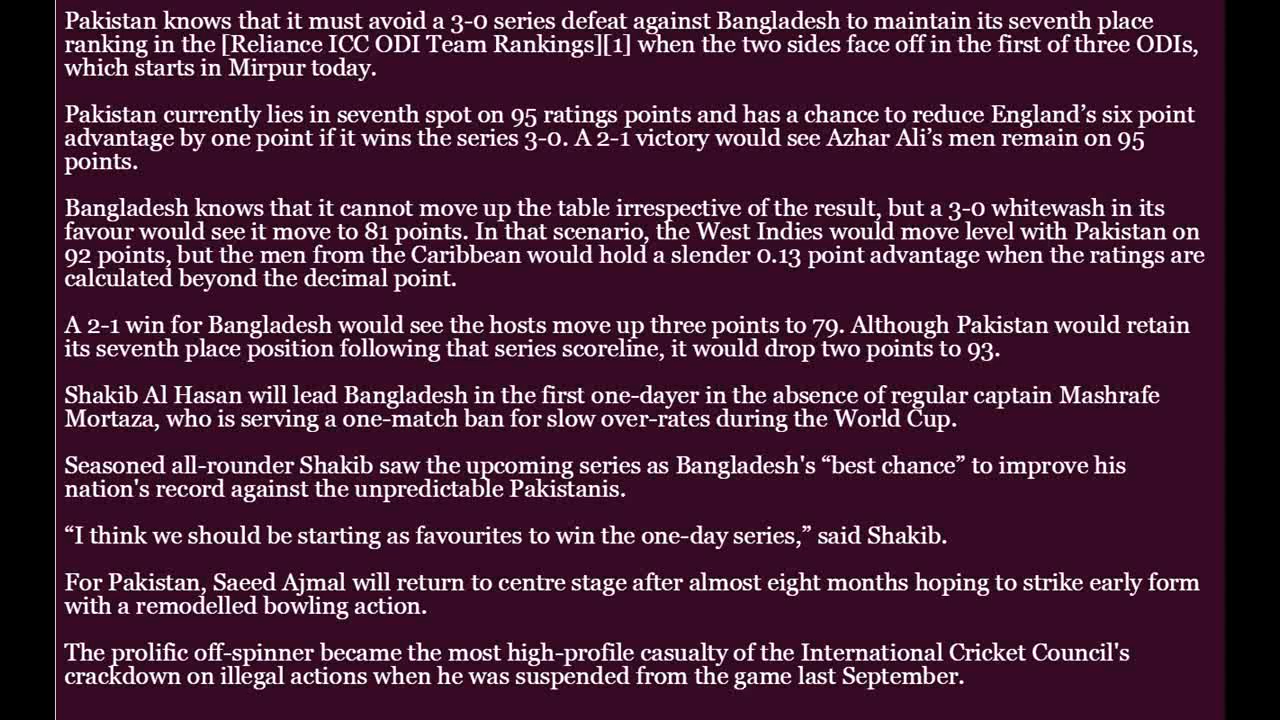 Pakistan knows that it must avoid a 3-0 series defeat against Bangladesh to maintain its seventh place
ranking in the [Reliance ICC ODI Team Rankings][1] when the two sides face off in the first of three ODIs,
which starts in Mirpur today.
Pakistan currently lies in seventh spot on 95 ratings points and has a chance to reduce England’s six point
advantage by one point if it wins the series 3-0. A 2-1 victory would see Azhar Ali’s men remain on 95
points.
Bangladesh knows that it cannot move up the table irrespective of the result, but a 3-0 whitewash in its
favour would see it move to 81 points. In that scenario, the West Indies would move level with Pakistan on
92 points, but the men from the Caribbean would hold a slender 0.13 point advantage when the ratings are
calculated beyond the decimal point.
A 2-1 win for Bangladesh would see the hosts move up three points to 79. Although Pakistan would retain
its seventh place position following that series scoreline, it would drop two points to 93.
Shakib Al Hasan will lead Bangladesh in the first one-dayer in the absence of regular captain Mashrafe
Mortaza, who is serving a one-match ban for slow over-rates during the World Cup.
Seasoned all-rounder Shakib saw the upcoming series as Bangladesh's “best chance” to improve his
nation's record against the unpredictable Pakistanis.
“I think we should be starting as favourites to win the one-day series,” said Shakib.
For Pakistan, Saeed Ajmal will return to centre stage after almost eight months hoping to strike early form
with a remodelled bowling action.
The prolific off-spinner became the most high-profile casualty of the International Cricket Council's
crackdown on illegal actions when he was suspended from the game last September.